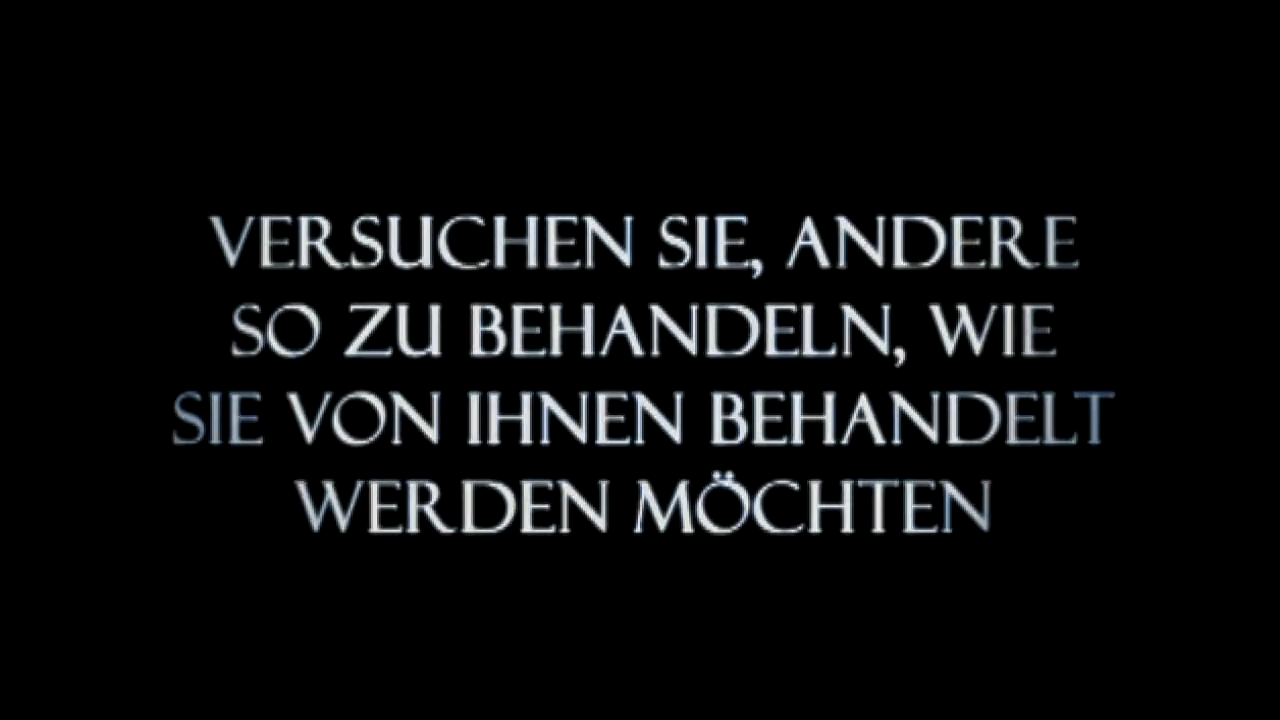 VERSUCHEN SIE, ANDERE
SO ZU BEHANDELN, WIE
SIE VON IHNEN BEHANDELT
WERDEN MÖCHTEN